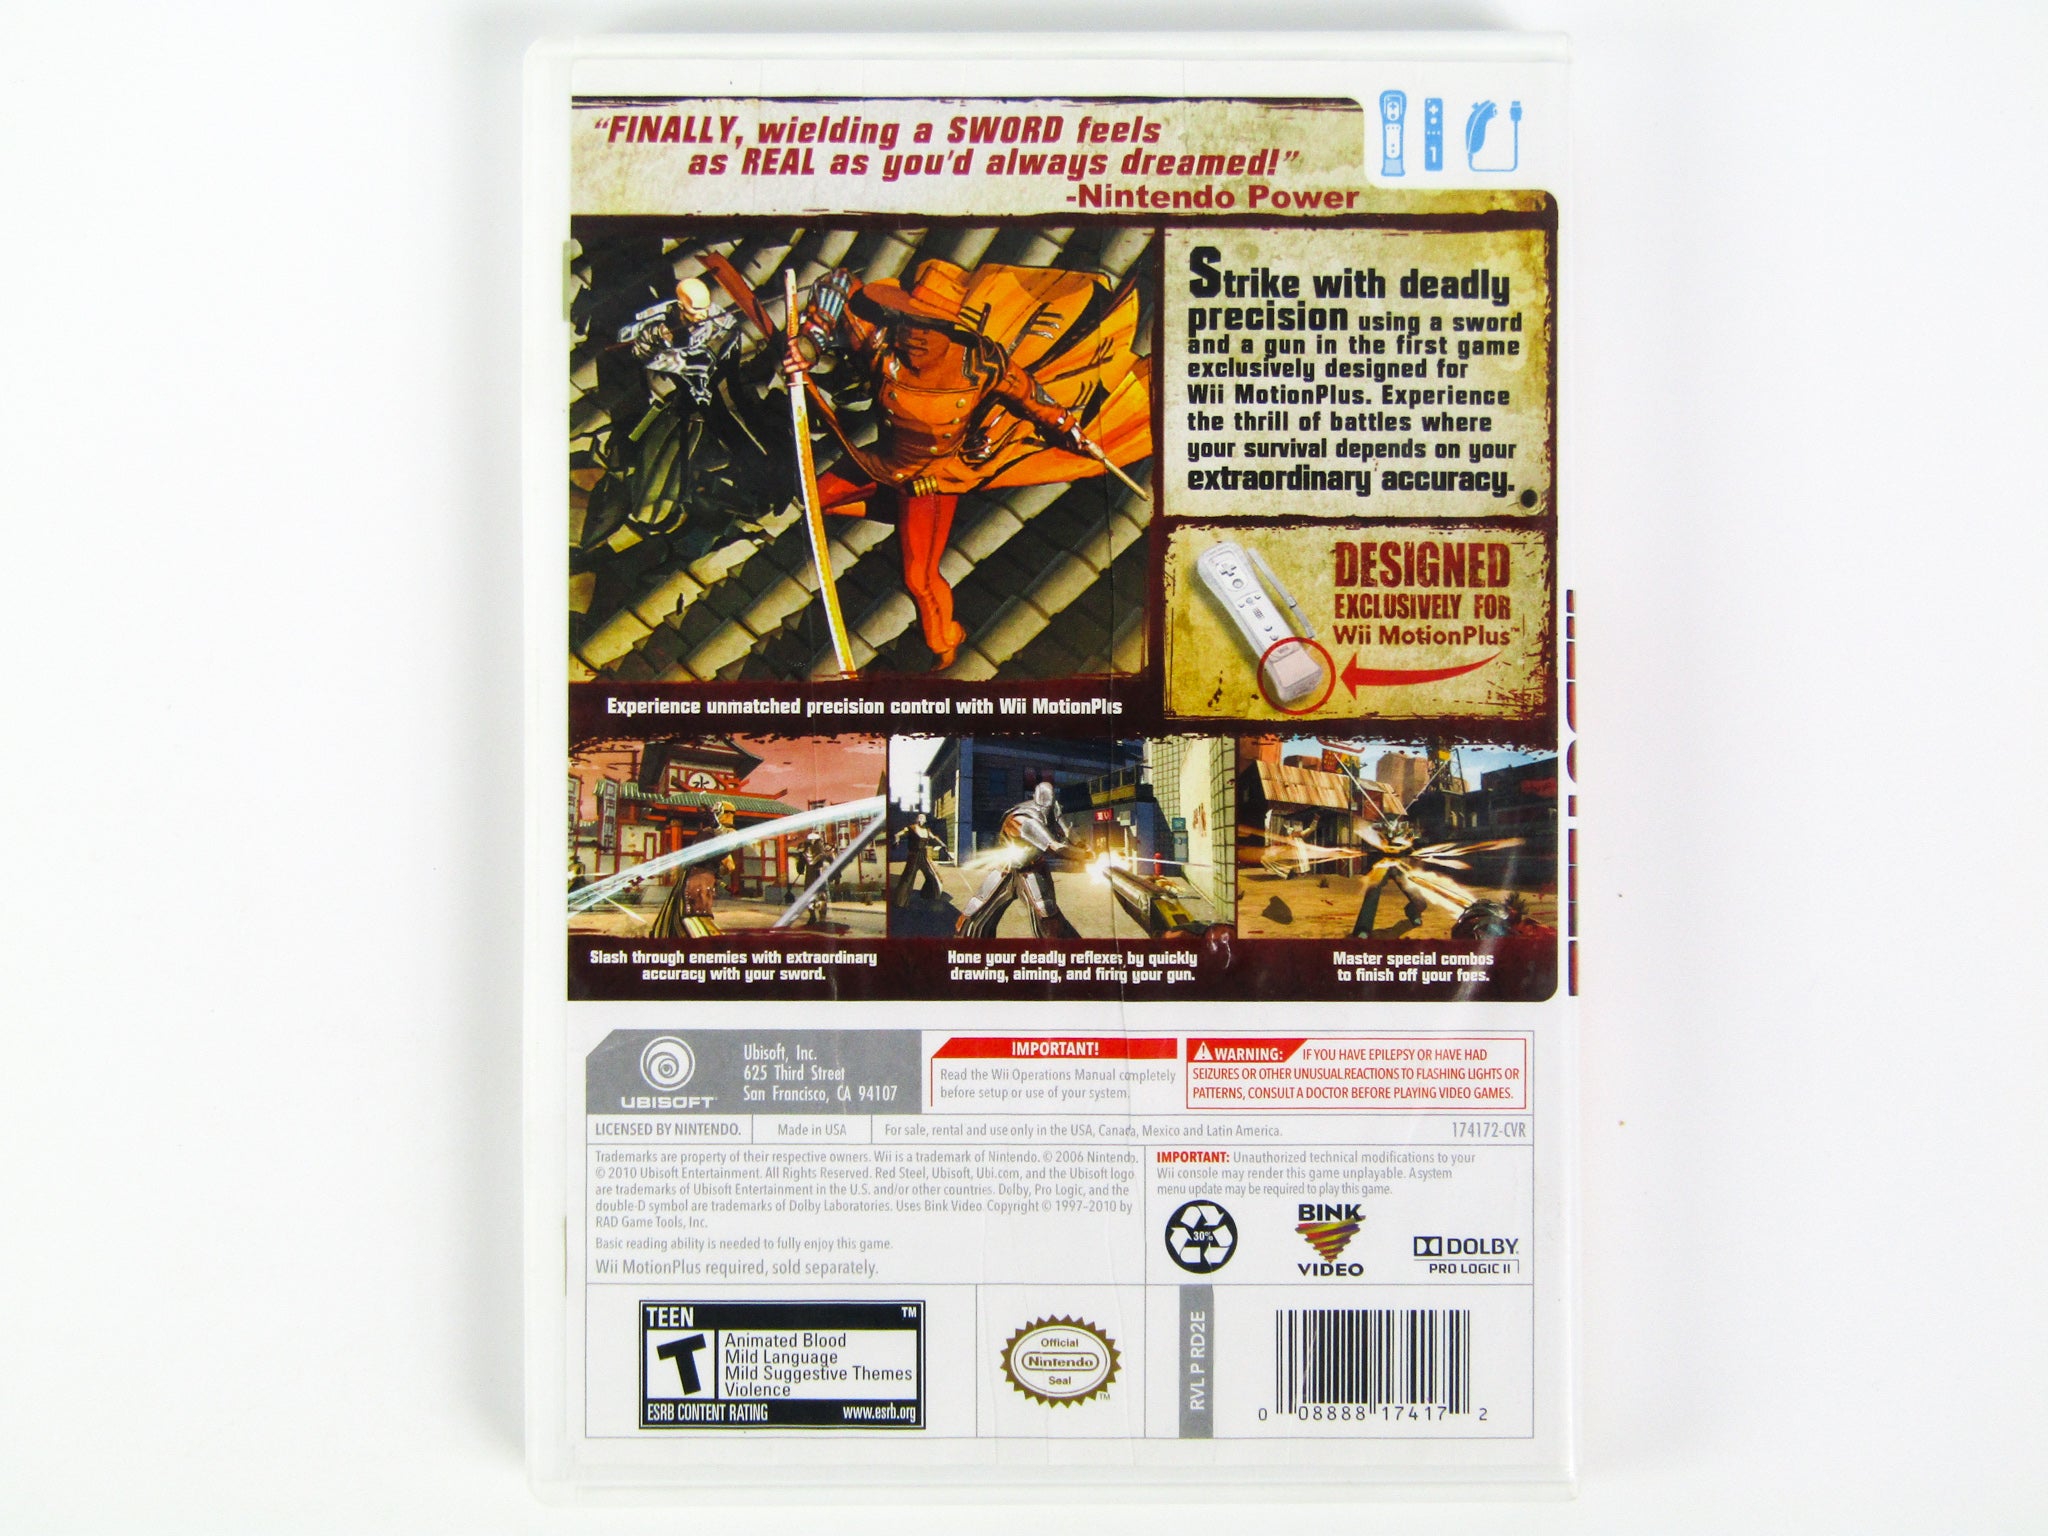 “FINALLY, wielding a SWORD feels
as REAL as you'd always dreamed!”
-Nintendo Power
1
Strike with deadly
precision using a sword
and a gun in the first game
exclusively designed for
Wii MotionPlus. Experience
the thrill of battles where
your survival depends on your
extraordinary accuracy.
DESIGNED
EXCLUSIVELY FOR
Wii MotionPlus™
Experience unmatched precision control with Wii MotionPlus
Slash through enemies with extraordinary
accuracy with your sword.
Hone your deadly reflexes by quickly
drawing, aiming, and firing your gun.
Master special combos
to finish off your foes.
UBISOFT
Ubisoft, Inc.
625 Third Street
San Francisco, CA 94107
IMPORTANT!
Read the Wii Operations Manual completely
before setup or use of your system.
WARNING: IF YOU HAVE EPILEPSY OR HAVE HAD
SEIZURES OR OTHER UNUSUAL REACTIONS TO FLASHING LIGHTS OR
PATTERNS, CONSULT A DOCTOR BEFORE PLAYING VIDEO GAMES.
LICENSED BY NINTENDO.
Made in USA
For sale, rental and use only in the USA, Canada, Mexico and Latin America.
174172-CVR
Trademarks are property of their respective owners. Wii is a trademark of Nintendo. © 2006 Nintendo.
© 2010 Ubisoft Entertainment. All Rights Reserved. Red Steel, Ubisoft, Ubi.com, and the Ubisoft logo
are trademarks of Ubisoft Entertainment in the U.S. and/or other countries. Dolby, Pro Logic, and the
double-D symbol are trademarks of Dolby Laboratories. Uses Bink Video. Copyright © 1997–2010 by
RAD Game Tools, Inc.
Basic reading ability is needed to fully enjoy this game.
Wii MotionPlus required, sold separately.
IMPORTANT: Unauthorized technical modifications to your
Wii console may render this game unplayable. A system
menu update may be required to play this game.
30%
BINK
VIDEO
DOLBY
PRO LOGIC II
TEEN ™
T
Animated Blood
Mild Language
Mild Suggestive Themes
Violence
ESRB CONTENT RATING www.esrb.org
Official
Nintendo
Seal
TM
RVL P RD2E
0 08888 17417 2